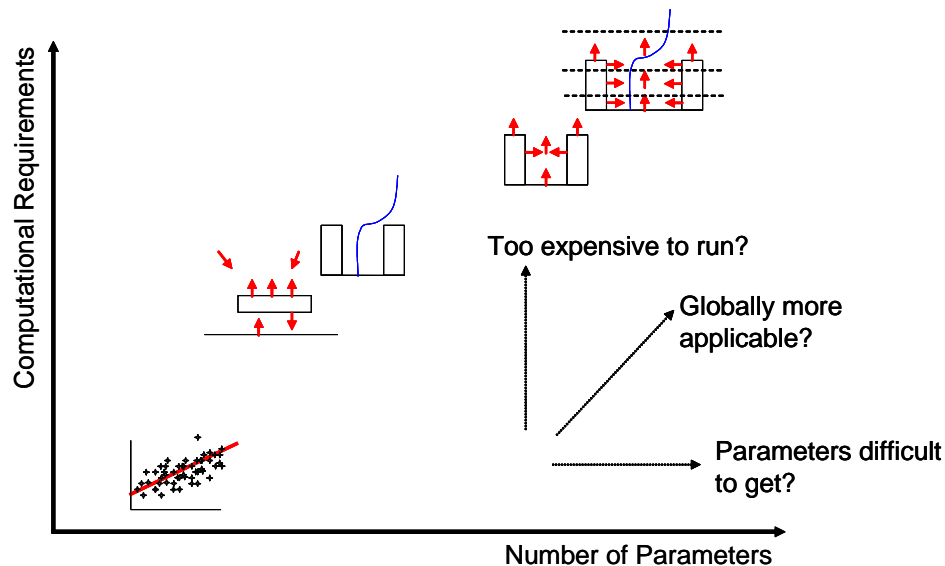 Computational Requirements
Too expensive to run?
Globally more
applicable?
Parameters difficult
to get?
Number of Parameters